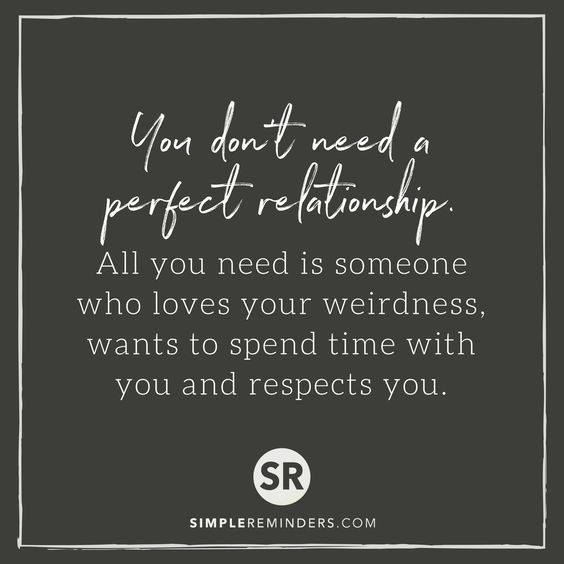 You don't need a
perfect relationship.
All you need is someone
who loves your weirdness,
wants to spend time with
you and respects you.
SR
SIMPLEREMINDERS.COM